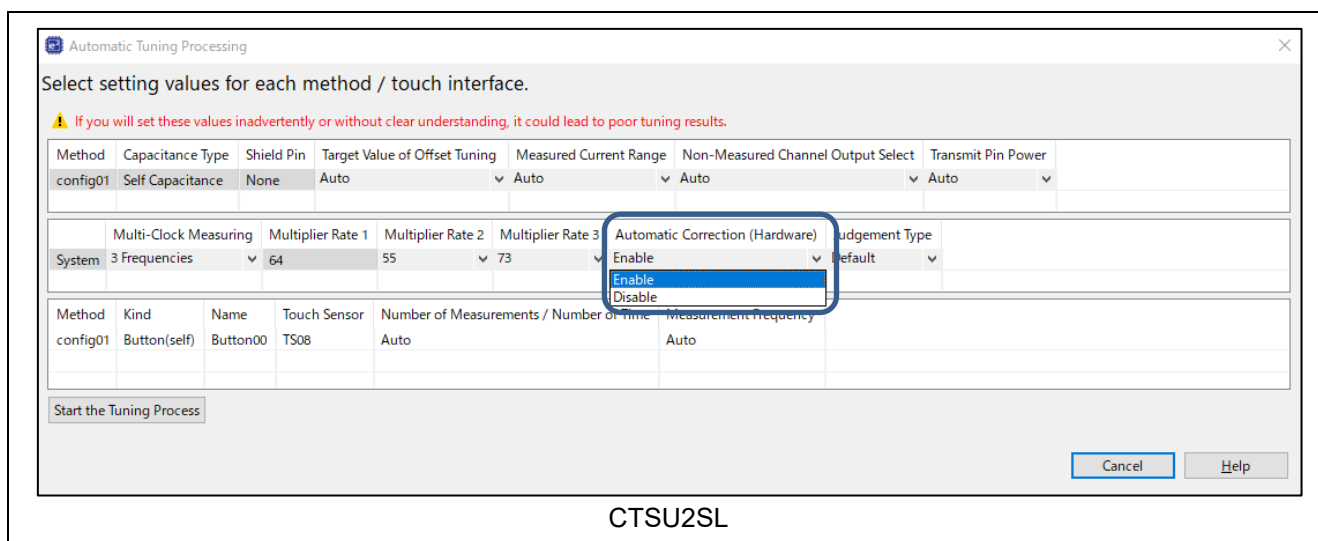 Automatic Tuning Processing
Select setting values for each method / touch interface.
If you will set these values inadvertently or without clear understanding, it could lead to poor tuning results.
Method Capacitance Type Shield Pin Target Value of Offset Tuning Measured Current Range Non-Measured Channel Output Select Transmit Pin Power
config01 Self Capacitance None Auto Auto Auto Auto
Multi-Clock Measuring Multiplier Rate 1 Multiplier Rate 2 Multiplier Rate 3 Automatic Correction (Hardware) Judgement Type
System 3 Frequencies 64 55 73 Enable Default
Enable
Disable
Method Kind Name Touch Sensor Number of Measurements / Number of Time Measurement Frequency
config01 Button(self) Button00 TS08 Auto Auto
Start the Tuning Process
Cancel Help
CTSU2SL